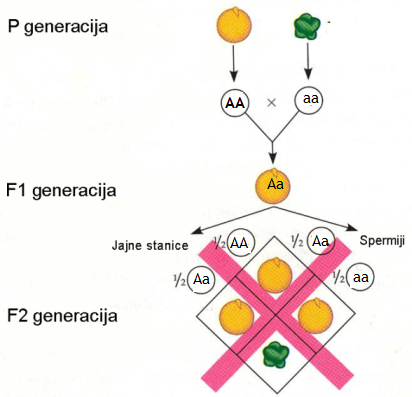 P generacija
AA × aa
Aa
F1 generacija
Jajne stanice
Spermiji
½ AA
½ Aa
½ Aa
½ aa
F2 generacija